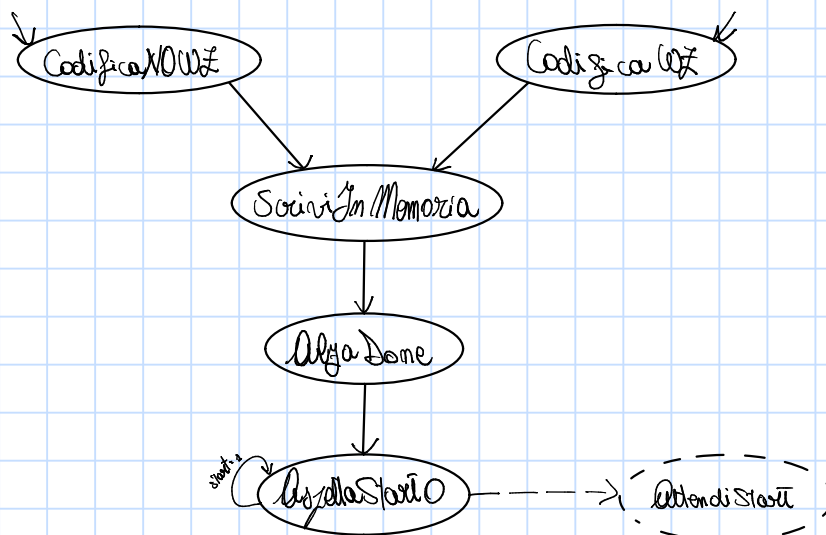 CodificaNOWZ
CodificaWZ
ScriviInMemoria
AlzaDone
start=1
AspettaStart0
AttendiStart